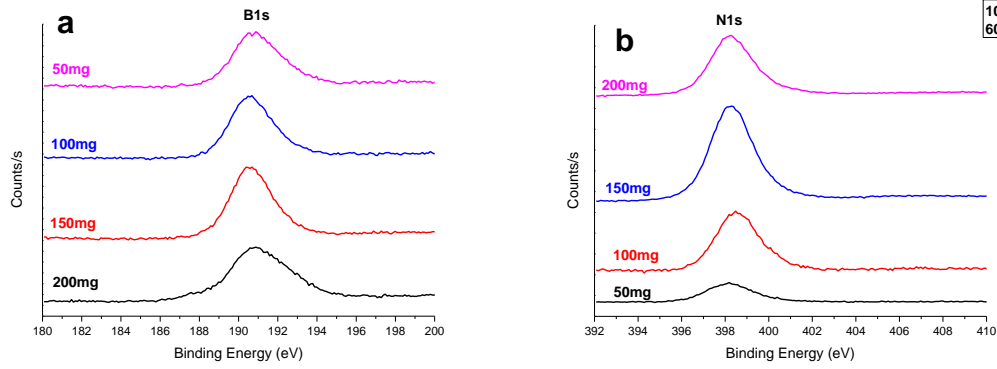 a
B1s
50mg
100mg
150mg
200mg
Counts/s
180 182 184 186 188 190 192 194 196 198 200
Binding Energy (eV)
b
N1s
200mg
150mg
100mg
50mg
Counts/s
392 394 396 398 400 402 404 406 408 410
Binding Energy (eV)
10
60